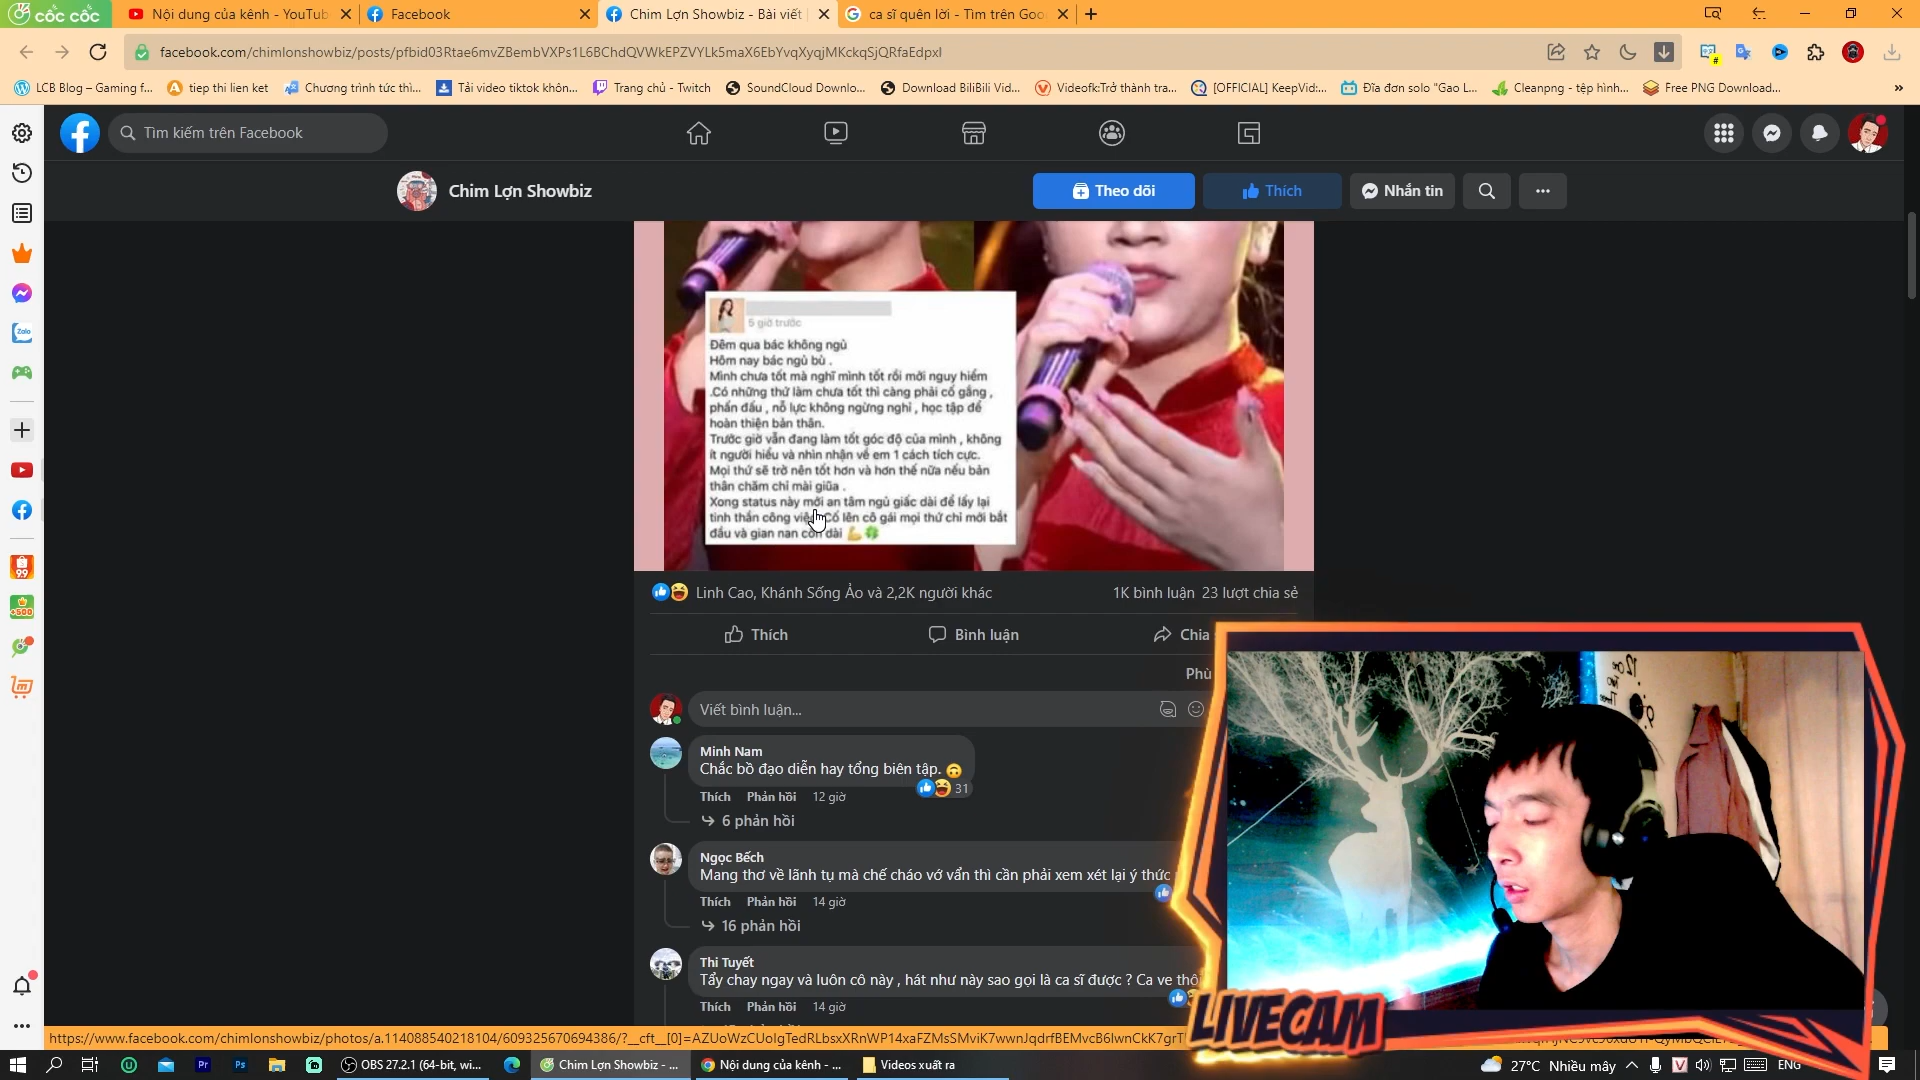 cốc cốc
Nội dung của kênh - YouTub
Facebook
Chim Lợn Showbiz - Bài viết
ca sĩ quên lời - Tìm trên Goo
facebook.com/chimlonshowbiz/posts/pfbid03Rtae6mvZBembVXPs1L6BChdQVWkEPZVYLk5maX6EbYvqXyqjMKckqSjQRfaEdpxl
LCB Blog – Gaming f...
tiep thi lien ket
Chương trình tức thì...
Tải video tiktok khôn...
Trang chủ - Twitch
SoundCloud Downlo...
Download BiliBili Vid...
Videofk:Trở thành tra...
[OFFICIAL] KeepVid:...
Đĩa đơn solo "Gao L...
Cleanpng - tệp hình...
Free PNG Download...
Tìm kiếm trên Facebook
Chim Lợn Showbiz
Theo dõi
Thích
Nhắn tin
5 giờ trước
Đêm qua bác không ngủ
Hôm nay bác ngủ bù .
Mình chưa tốt mà nghĩ mình tốt rồi mới nguy hiểm
.Có những thứ làm chưa tốt thì càng phải cố gắng ,
phấn đấu , nỗ lực không ngừng nghỉ , học tập để
hoàn thiện bản thân.
Trước giờ vẫn đang làm tốt góc độ của mình , không
ít người hiểu và nhìn nhận về em 1 cách tích cực.
Mọi thứ sẽ trở nên tốt hơn và hơn thế nữa nếu bản
thân chăm chỉ mài giũa .
Xong status này mới an tâm ngủ giấc dài để lấy lại
tinh thần công việc Cố lên cô gái mọi thứ chỉ mới bắt
đầu và gian nan còn dài 💪🍀
Linh Cao, Khánh Sống Ảo và 2,2K người khác
1K bình luận 23 lượt chia sẻ
Thích
Bình luận
Chia
Phù
Viết bình luận...
Minh Nam
Chắc bồ đạo diễn hay tổng biên tập. 🙃
31
Thích Phản hồi 12 giờ
6 phản hồi
Ngọc Bếch
Mang thơ về lãnh tụ mà chế cháo vớ vẩn thì cần phải xem xét lại ý thức
Thích Phản hồi 14 giờ
16 phản hồi
Thi Tuyết
Tẩy chay ngay và luôn cô này , hát như này sao gọi là ca sĩ được ? Ca ve thô
Thích Phản hồi 14 giờ
LIVECAM
OBS 27.2.1 (64-bit, wi...
Chim Lợn Showbiz - ...
Nội dung của kênh - ...
Videos xuất ra
27°C Nhiều mây
ENG